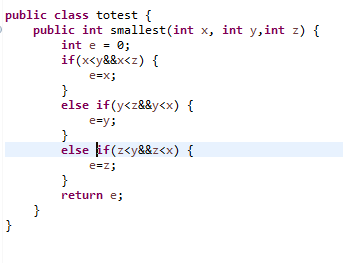 public class totest {
    public int smallest(int x, int y,int z) {
        int e = 0;
        if(x<y&&x<z) {
            e=x;
        }
        else if(y<z&&y<x) {
            e=y;
        }
        else if(z<y&&z<x) {
            e=z;
        }
        return e;
    }
}